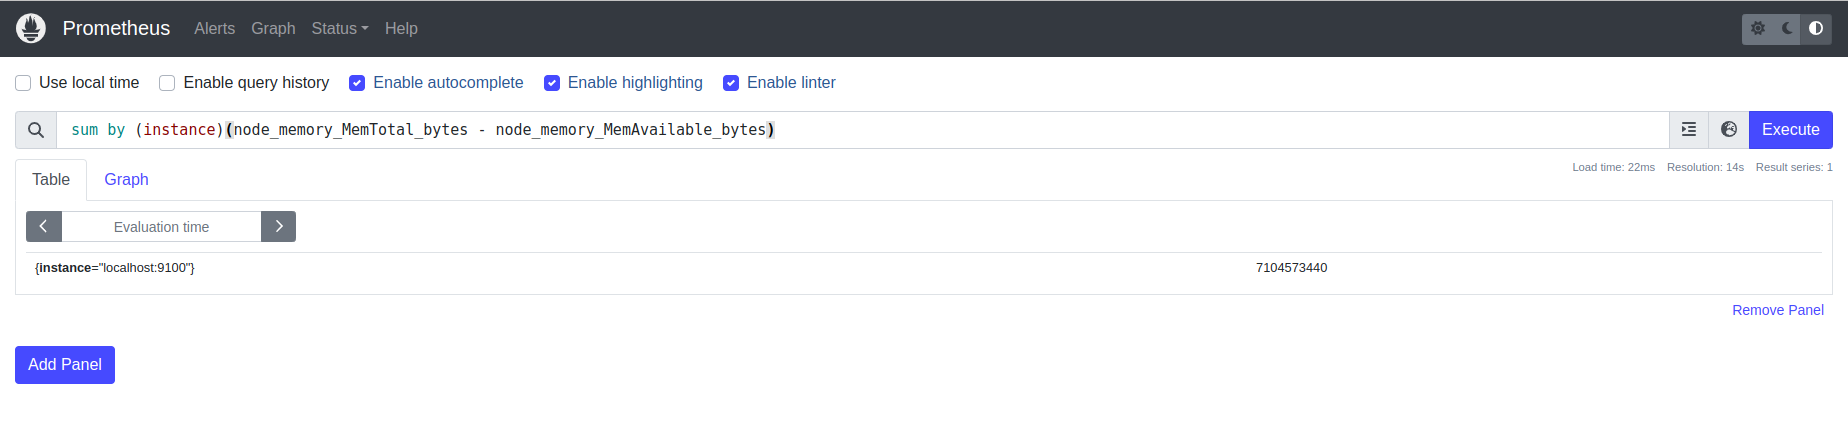 Prometheus Alerts Graph Status Help
Use local time Enable query history Enable autocomplete Enable highlighting Enable linter
sum by (instance)(node_memory_MemTotal_bytes - node_memory_MemAvailable_bytes) Execute
Table Graph Load time: 22ms Resolution: 14s Result series: 1
Evaluation time
{instance="localhost:9100"} 7104573440
Remove Panel
Add Panel